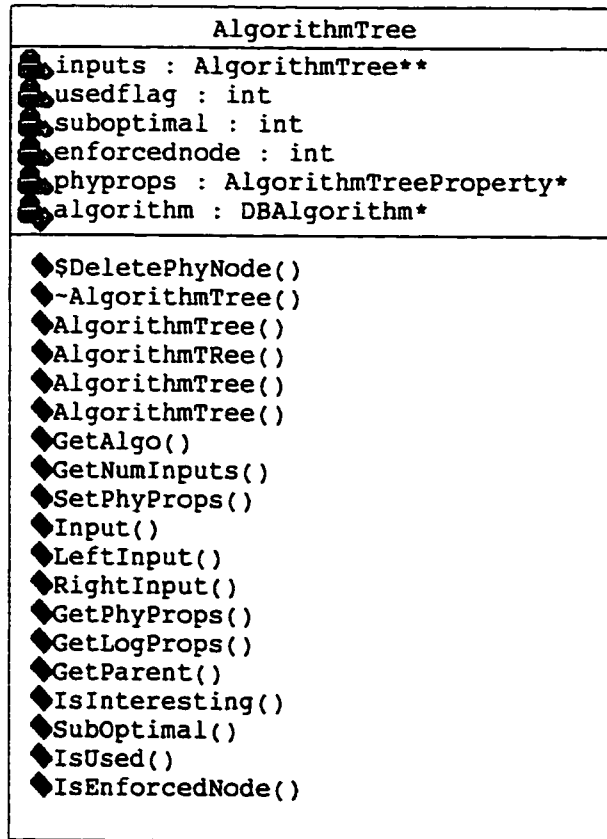 AlgorithmTree
inputs : AlgorithmTree**
usedflag : int
suboptimal : int
enforcednode : int
phyprops : AlgorithmTreeProperty*
algorithm : DBAlgorithm*
$DeletePhyNode()
~AlgorithmTree()
AlgorithmTree()
AlgorithmTRee()
AlgorithmTree()
AlgorithmTree()
GetAlgo()
GetNumInputs()
SetPhyProps()
Input()
LeftInput()
RightInput()
GetPhyProps()
GetLogProps()
GetParent()
IsInteresting()
SubOptimal()
IsUsed()
IsEnforcedNode()